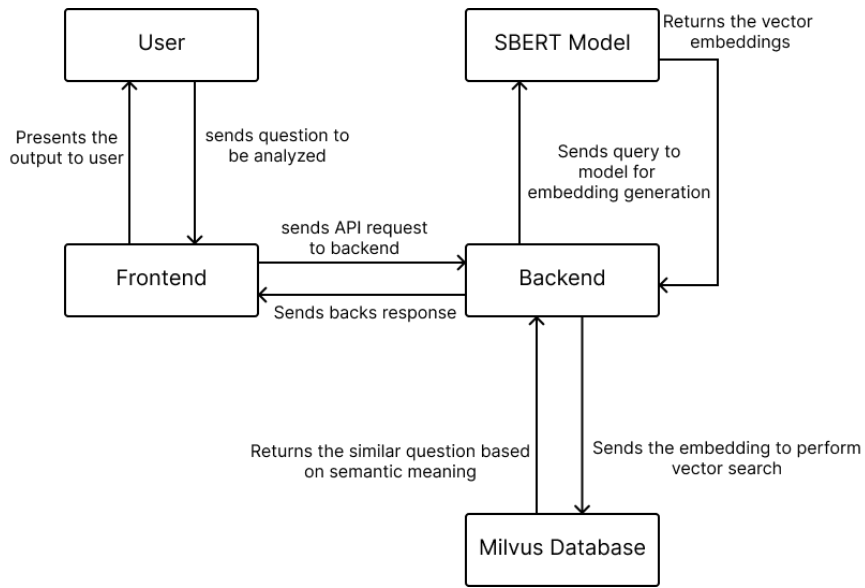 User
SBERT Model
Returns the vector
embeddings
Presents the
output to user
sends question to
be analyzed
Sends query to
model for
embedding generation
sends API request
to backend
Frontend
Backend
Sends backs response
Returns the similar question based
on semantic meaning
Sends the embedding to perform
vector search
Milvus Database